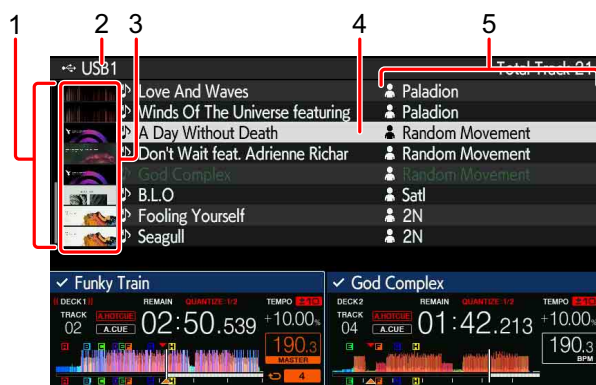 1 2 3 4 5
USB1 Total Track 21
Love And Waves Paladion
Winds Of The Universe featuring Paladion
A Day Without Death Random Movement
Don't Wait feat. Adrienne Richar Random Movement
God Complex Random Movement
B.L.O Satl
Fooling Yourself 2N
Seagull 2N
✓ Funky Train ✓ God Complex
DECK1 REMAIN QUANTIZE 1/2 TEMPO ±10 DECK2 REMAIN QUANTIZE 1/2 TEMPO ±10
TRACK 02 A.HOTCUE A.CUE 02:50.539 +10.00% TRACK 04 A.HOTCUE A.CUE 01:42.213 +10.00%
190.3 MASTER 190.3 BPM
4